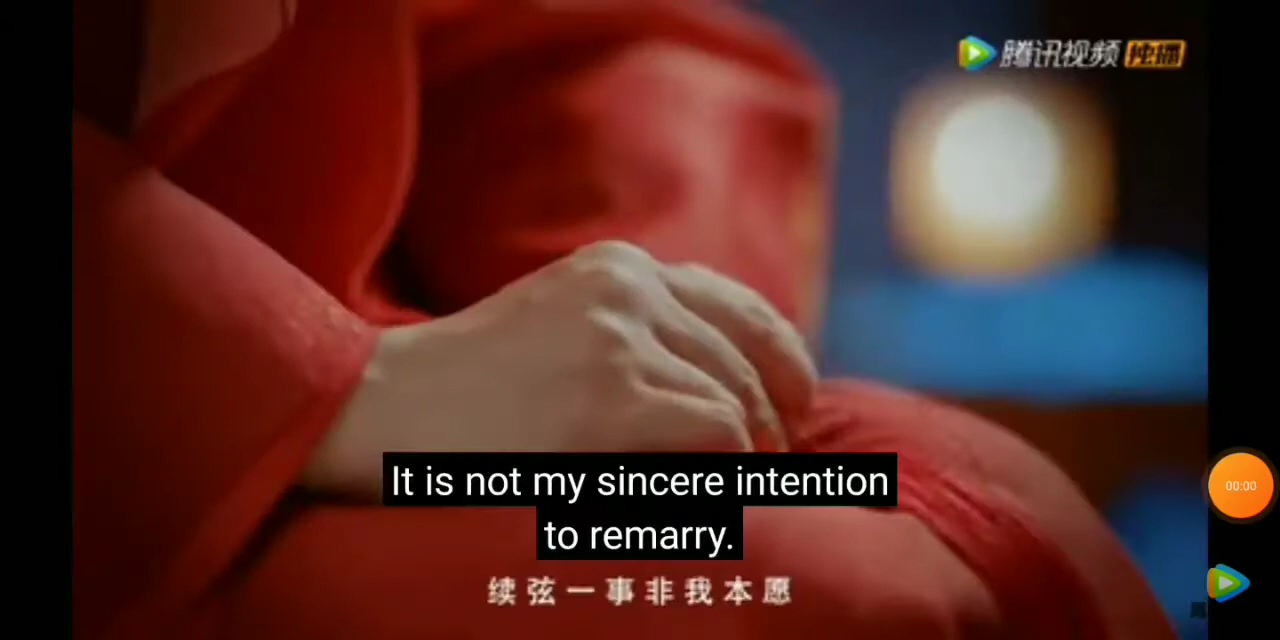 腾讯视频 独播
It is not my sincere intention
to remarry.
续弦一事非我本愿
00:00